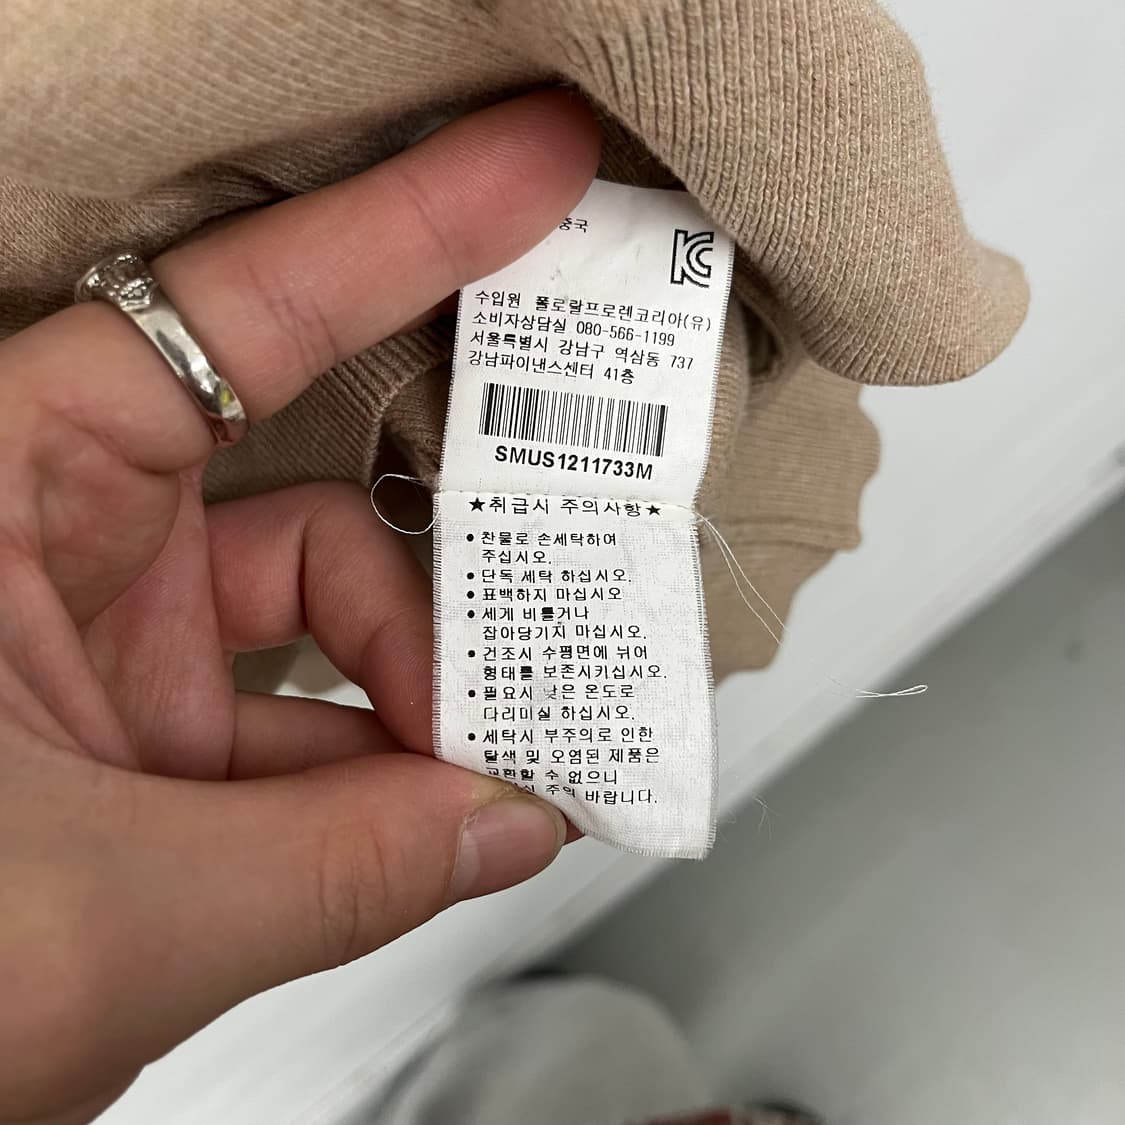 중국
KC
수입원 폴로랄프로렌코리아(유)
소비자상담실 080-566-1199
서울특별시 강남구 역삼동 737
강남파이낸스센터 41층
SMUS1211733M
★취급시 주의사항★
• 찬물로 손세탁하여
주십시오.
• 단독 세탁 하십시오.
• 표백하지 마십시오
• 세게 비틀거나
잡아당기지 마십시오.
• 건조시 수평면에 뉘어
형태를 보존시키십시오.
• 필요시 낮은 온도로
다리미실 하십시오.
• 세탁시 부주의로 인한
탈색 및 오염된 제품은
교환할 수 없으니
주의 바랍니다.